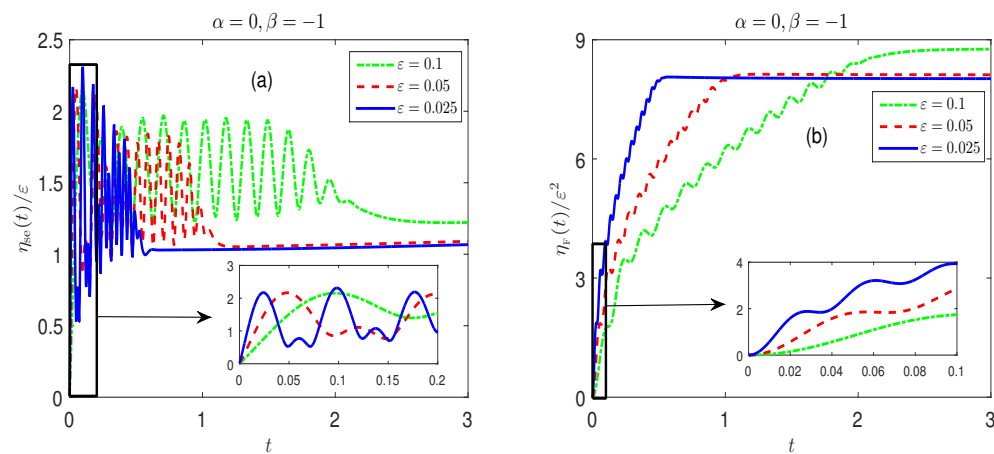 α = 0, β = −1
2.5
2
1.5
1
0.5
0
η_se(t)/ε
(a)
ε = 0.1
ε = 0.05
ε = 0.025
3
2
1
0
0 0.05 0.1 0.15 0.2
0 1 2 3
t
α = 0, β = −1
9
6
3
0
η_F(t)/ε²
ε = 0.1
ε = 0.05
ε = 0.025
(b)
4
2
0
0 0.02 0.04 0.06 0.08 0.1
0 1 2 3
t